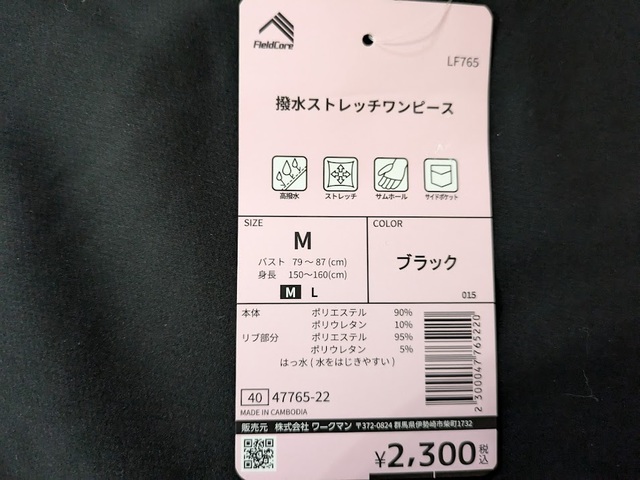 FieldCore
LF765
撥水ストレッチワンピース
高撥水 ストレッチ サムホール サイドポケット
SIZE
M
バスト 79～87(cm)
身長 150～160(cm)
M L
COLOR
ブラック
015
本体 ポリエステル 90%
ポリウレタン 10%
リブ部分 ポリエステル 95%
ポリウレタン 5%
はっ水(水をはじきやすい)
2 300047 765220
40 47765-22
MADE IN CAMBODIA
販売元 株式会社 ワークマン 〒372-0824 群馬県伊勢崎市柴町1732
¥2,300税込